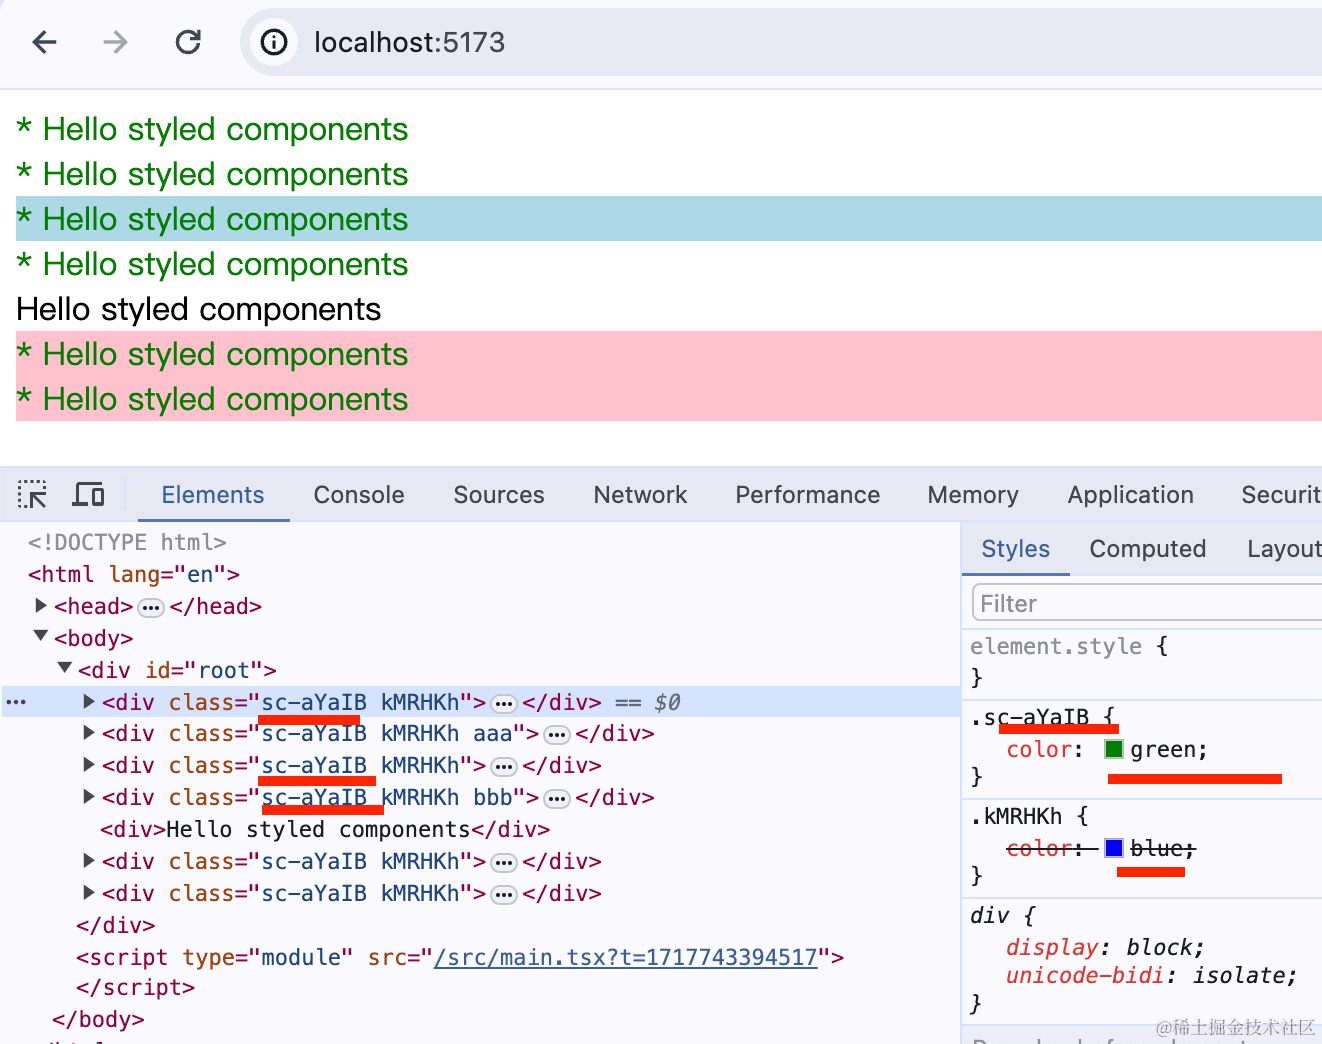 localhost:5173
* Hello styled components
* Hello styled components
* Hello styled components
* Hello styled components
Hello styled components
* Hello styled components
* Hello styled components
Elements Console Sources Network Performance Memory Application Securit
<!DOCTYPE html>
<html lang="en">
<head> ••• </head>
<body>
<div id="root">
••• <div class="sc-aYaIB kMRHKh"> ••• </div> == $0
<div class="sc-aYaIB kMRHKh aaa"> ••• </div>
<div class="sc-aYaIB kMRHKh"> ••• </div>
<div class="sc-aYaIB kMRHKh bbb"> ••• </div>
<div>Hello styled components</div>
<div class="sc-aYaIB kMRHKh"> ••• </div>
<div class="sc-aYaIB kMRHKh"> ••• </div>
</div>
<script type="module" src="/src/main.tsx?t=1717743394517">
</script>
</body>
Styles Computed Layout
Filter
element.style {
}
.sc-aYaIB {
color: green;
}
.kMRHKh {
color: blue;
}
div {
display: block;
unicode-bidi: isolate;
}
@稀土掘金技术社区